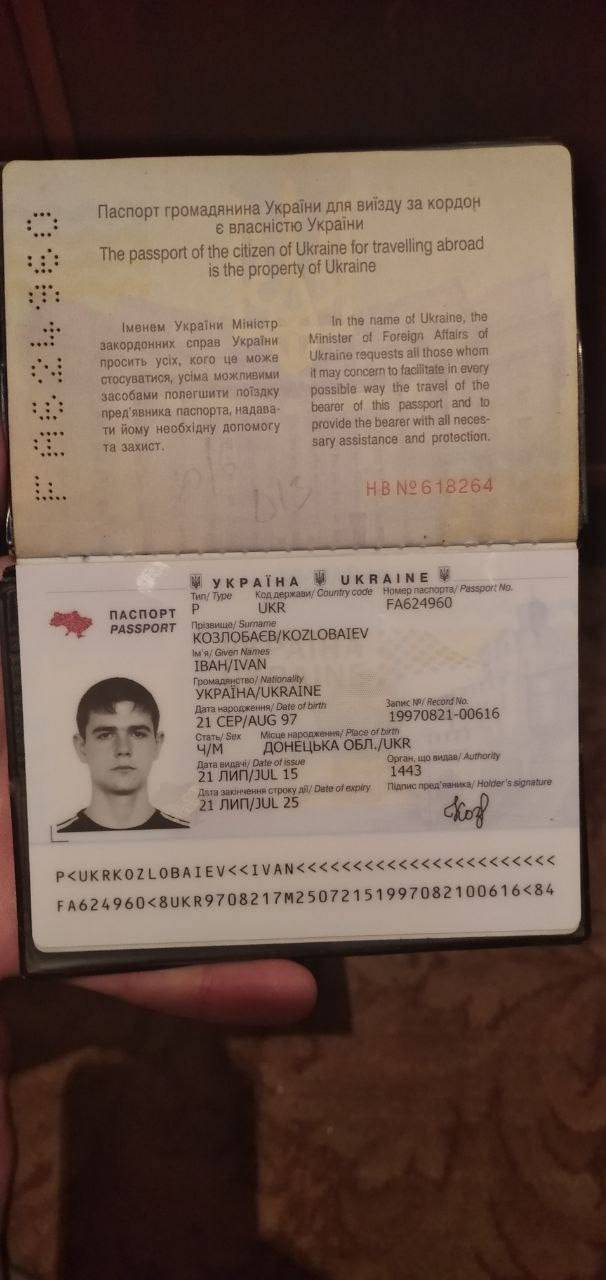 FA624960
Паспорт громадянина України для виїзду за кордон
є власністю України
The passport of the citizen of Ukraine for travelling abroad
is the property of Ukraine
Іменем України Міністр
закордонних справ України
просить усіх, кого це може
стосуватися, усіма можливими
засобами полегшити поїздку
пред'явника паспорта, надава-
ти йому необхідну допомогу
та захист.
In the name of Ukraine, the
Minister of Foreign Affairs of
Ukraine requests all those whom
it may concern to facilitate in every
possible way the travel of the
bearer of this passport and to
provide the bearer with all neces-
sary assistance and protection.
НВ №618264
УКРАЇНА UKRAINE
ПАСПОРТ
PASSPORT
Тип/ Type Код держави/ Country code Номер паспорта/ Passport No.
P UKR FA624960
Прізвище/ Surname
КОЗЛОБАЄВ/KOZLOBAIEV
Ім'я/ Given Names
ІВАН/IVAN
Громадянство/ Nationality
УКРАЇНА/UKRAINE
Дата народження/ Date of birth Запис №/ Record No.
21 СЕР/AUG 97 19970821-00616
Стать/ Sex Місце народження/ Place of birth
Ч/M ДОНЕЦЬКА ОБЛ./UKR
Дата видачі/ Date of issue Орган, що видав/ Authority
21 ЛИП/JUL 15 1443
Дата закінчення строку дії/ Date of expiry Підпис пред'явника/ Holder's signature
21 ЛИП/JUL 25
P<UKRKOZLOBAIEV<<IVAN<<<<<<<<<<<<<<<<<<<<<<<
FA624960<8UKR9708217M2507215199708210​0616<84